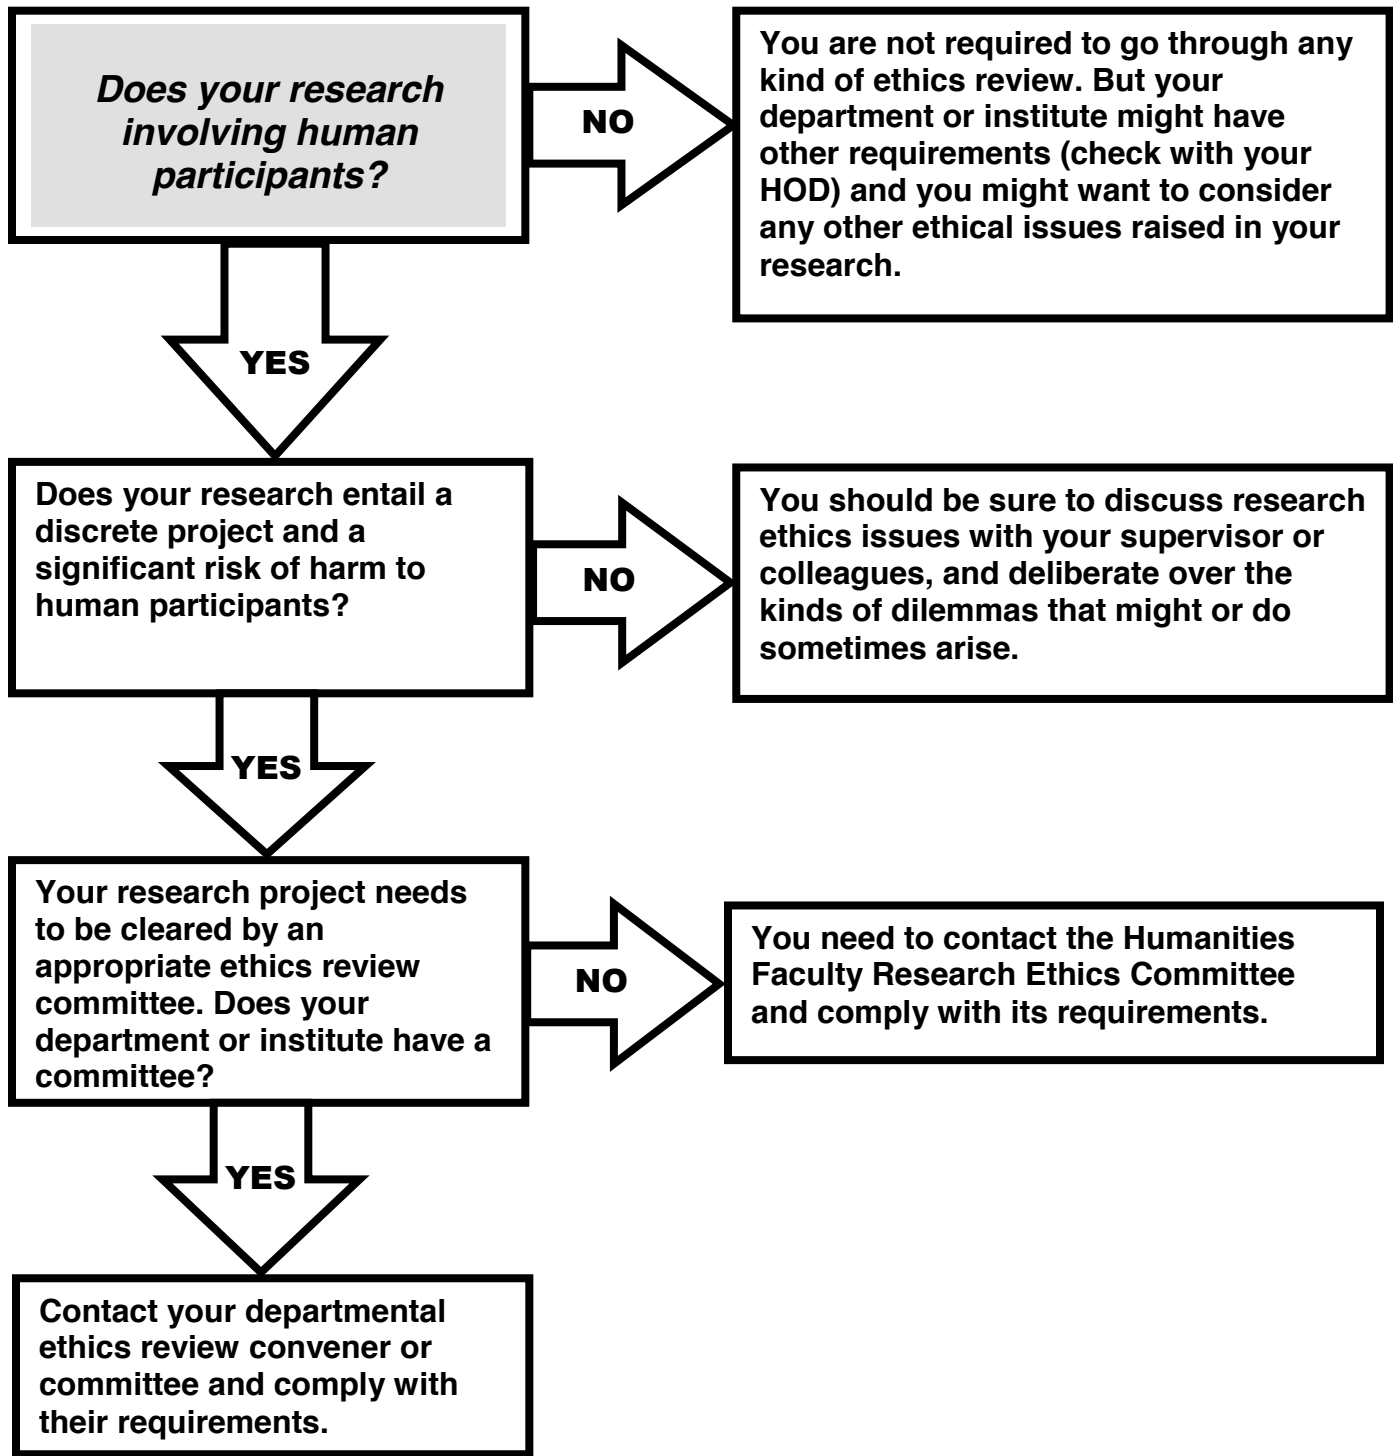 Does your research
involving human
participants?
NO
You are not required to go through any
kind of ethics review. But your
department or institute might have
other requirements (check with your
HOD) and you might want to consider
any other ethical issues raised in your
research.
YES
Does your research entail a
discrete project and a
significant risk of harm to
human participants?
NO
You should be sure to discuss research
ethics issues with your supervisor or
colleagues, and deliberate over the
kinds of dilemmas that might or do
sometimes arise.
YES
Your research project needs
to be cleared by an
appropriate ethics review
committee. Does your
department or institute have a
committee?
NO
You need to contact the Humanities
Faculty Research Ethics Committee
and comply with its requirements.
YES
Contact your departmental
ethics review convener or
committee and comply with
their requirements.